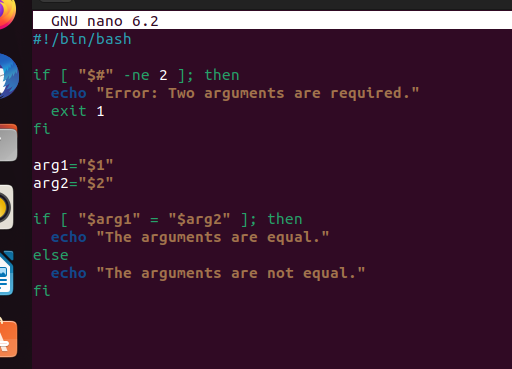 GNU nano 6.2
#!/bin/bash
if [ "$#" -ne 2 ]; then
  echo "Error: Two arguments are required."
  exit 1
fi
arg1="$1"
arg2="$2"
if [ "$arg1" = "$arg2" ]; then
  echo "The arguments are equal."
else
  echo "The arguments are not equal."
fi